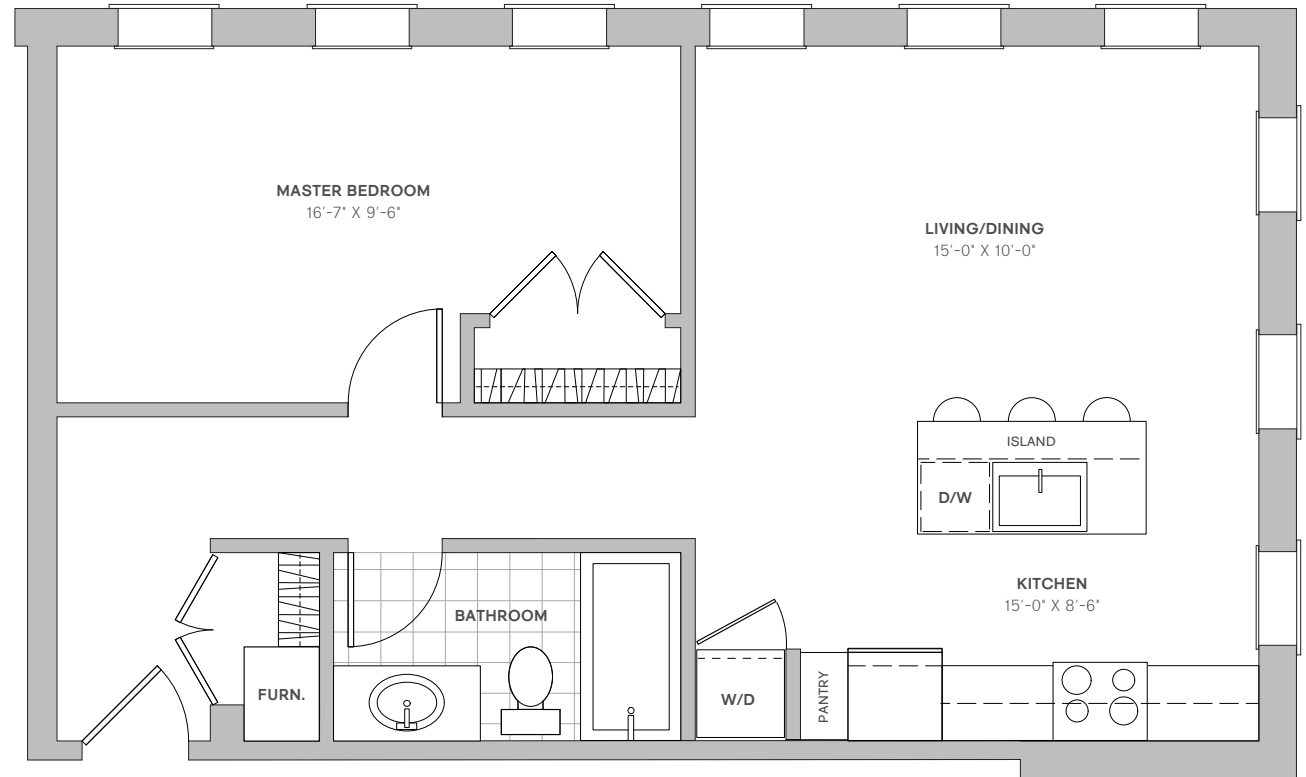 MASTER BEDROOM
16'-7" X 9'-6"
LIVING/DINING
15'-0" X 10'-0"
ISLAND
D/W
KITCHEN
15'-0" X 8'-6"
BATHROOM
FURN.
W/D
PANTRY